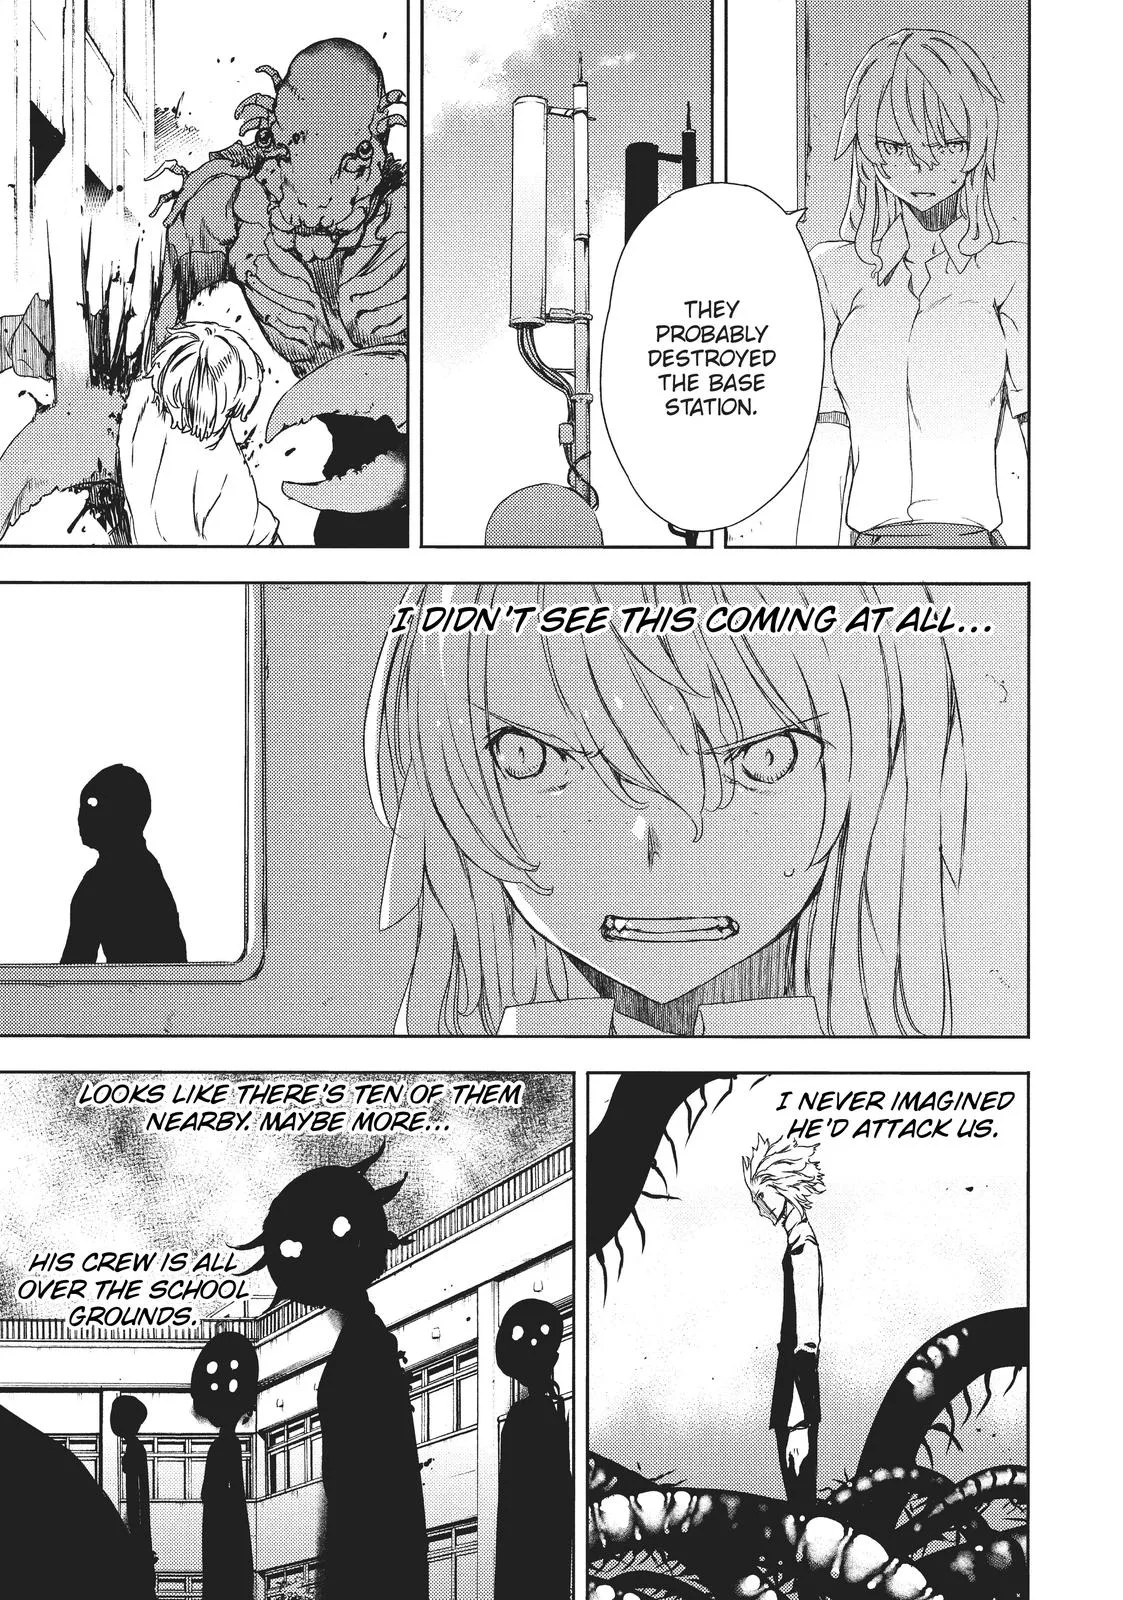 THEY
PROBABLY
DESTROYED
THE BASE
STATION.
I DIDN'T SEE THIS COMING AT ALL...
I NEVER IMAGINED
HE'D ATTACK US.
LOOKS LIKE THERE'S TEN OF THEM
NEARBY. MAYBE MORE...
HIS CREW IS ALL
OVER THE SCHOOL
GROUNDS.